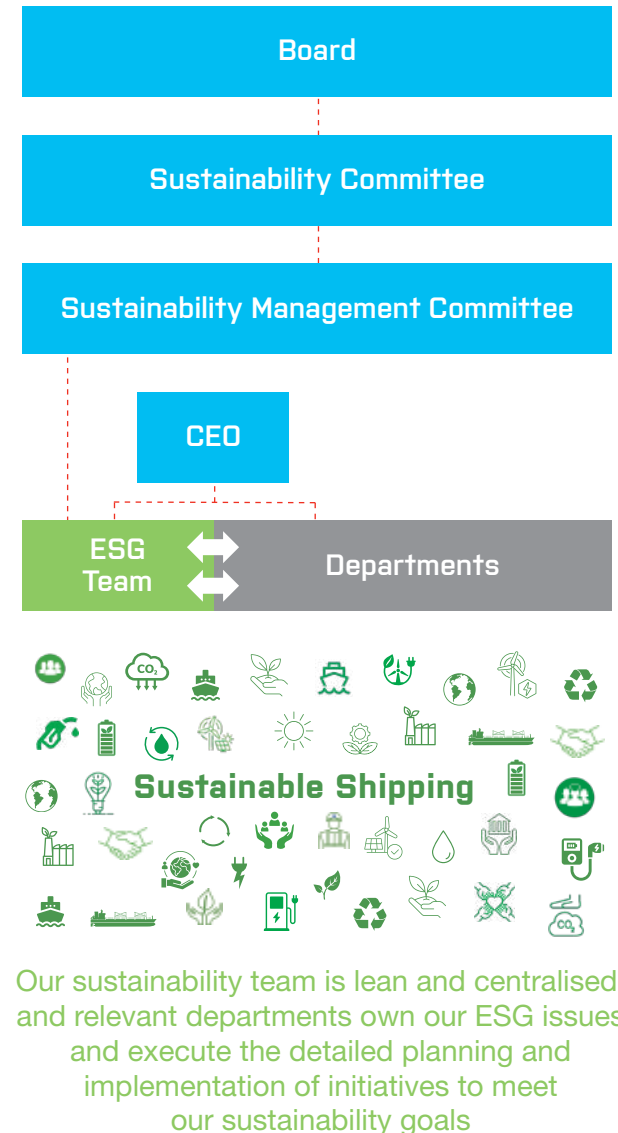 Board
Sustainability Committee
Sustainability Management Committee
CEO
ESG
Team
Departments
CO₂
Sustainable Shipping
CO₂
Our sustainability team is lean and centralised
and relevant departments own our ESG issues
and execute the detailed planning and
implementation of initiatives to meet
our sustainability goals